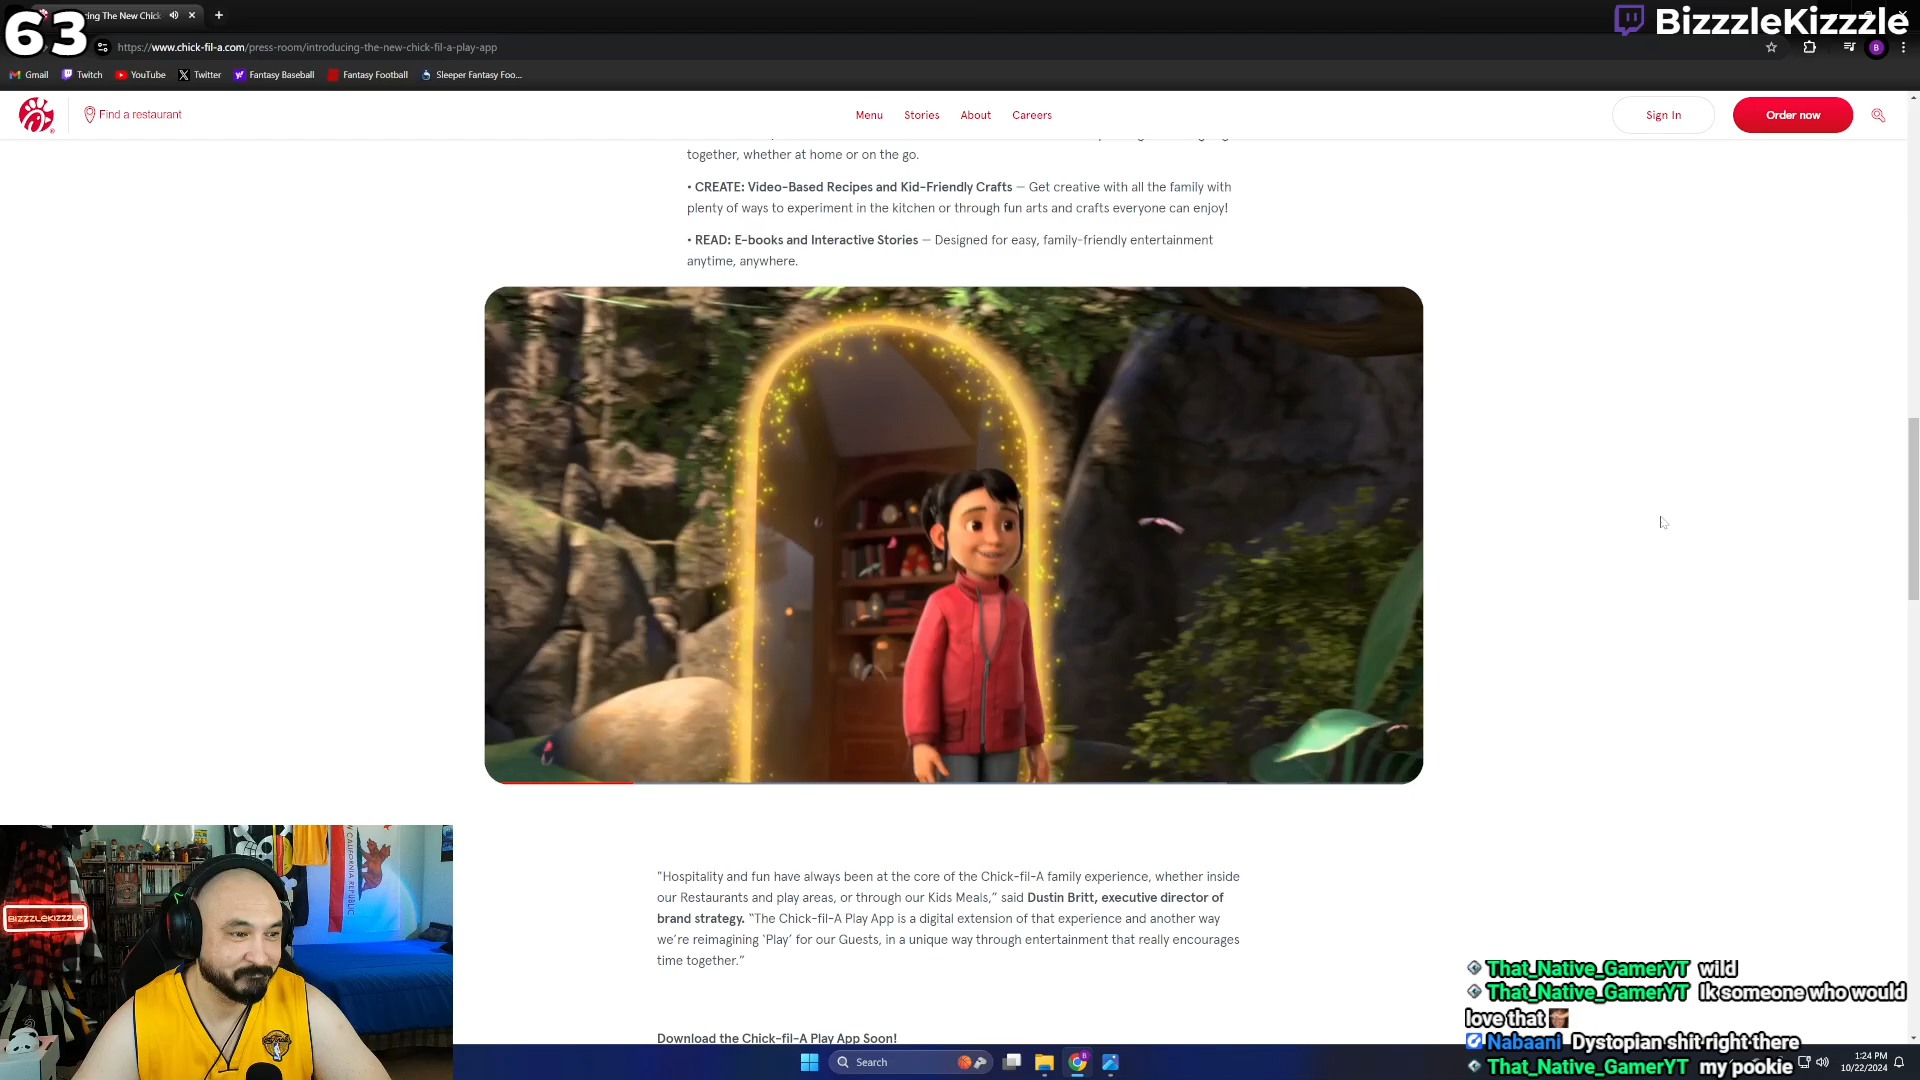 63
cing The New Chick
BizzzleKizzzle
https://www.chick-fil-a.com/press-room/introducing-the-new-chick-fil-a-play-app
B
Gmail
Twitch
YouTube
Twitter
Fantasy Baseball
Fantasy Football
Sleeper Fantasy Foo...
Find a restaurant
Menu
Stories
About
Careers
Sign In
Order now
together, whether at home or on the go.
• CREATE: Video-Based Recipes and Kid-Friendly Crafts — Get creative with all the family with
plenty of ways to experiment in the kitchen or through fun arts and crafts everyone can enjoy!
• READ: E-books and Interactive Stories — Designed for easy, family-friendly entertainment
anytime, anywhere.
"Hospitality and fun have always been at the core of the Chick-fil-A family experience, whether inside
our Restaurants and play areas, or through our Kids Meals," said Dustin Britt, executive director of
brand strategy. "The Chick-fil-A Play App is a digital extension of that experience and another way
we're reimagining 'Play' for our Guests, in a unique way through entertainment that really encourages
time together."
Download the Chick-fil-A Play App Soon!
BIZZZLEKIZZZLE
CALIFORNIA REPUBLIC
That_Native_GamerYT wild
That_Native_GamerYT Ik someone who would
love that
Nabaani Dystopian shit right there
That_Native_GamerYT my pookie
Search
1:24 PM
10/22/2024